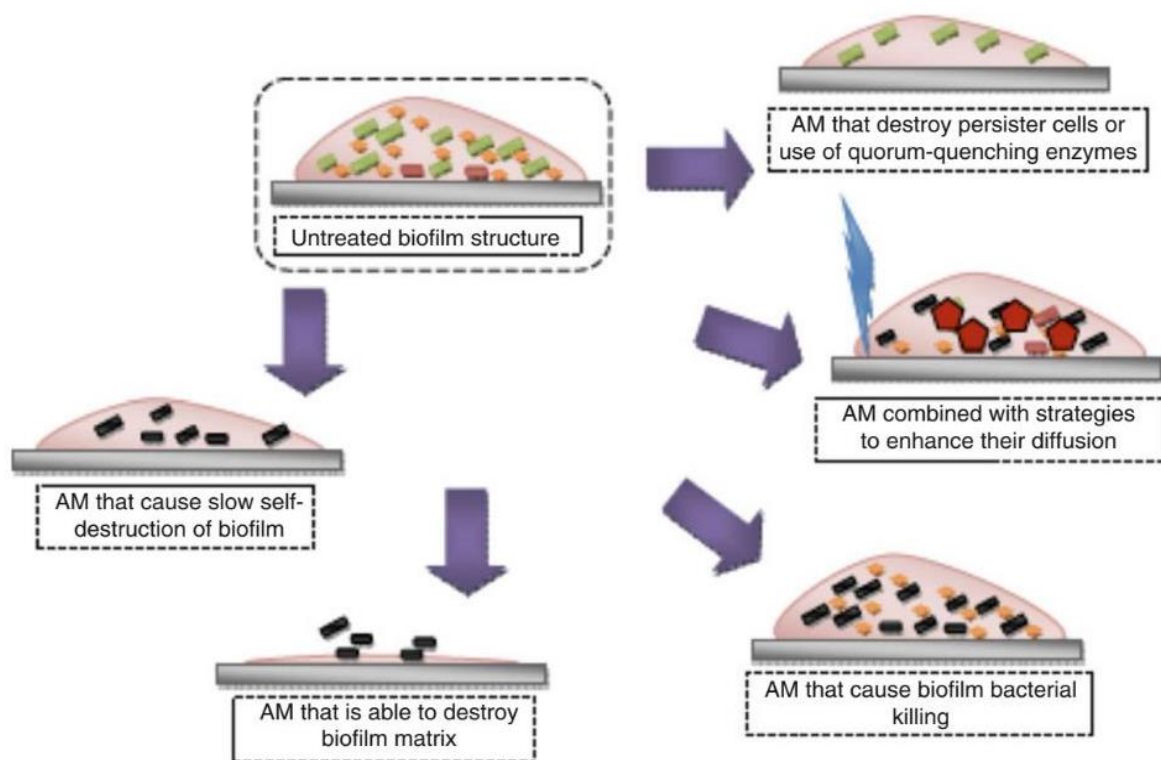 AM that destroy persister cells or
use of quorum-quenching enzymes
Untreated biofilm structure
AM combined with strategies
to enhance their diffusion
AM that cause slow self-
destruction of biofilm
AM that cause biofilm bacterial
killing
AM that is able to destroy
biofilm matrix